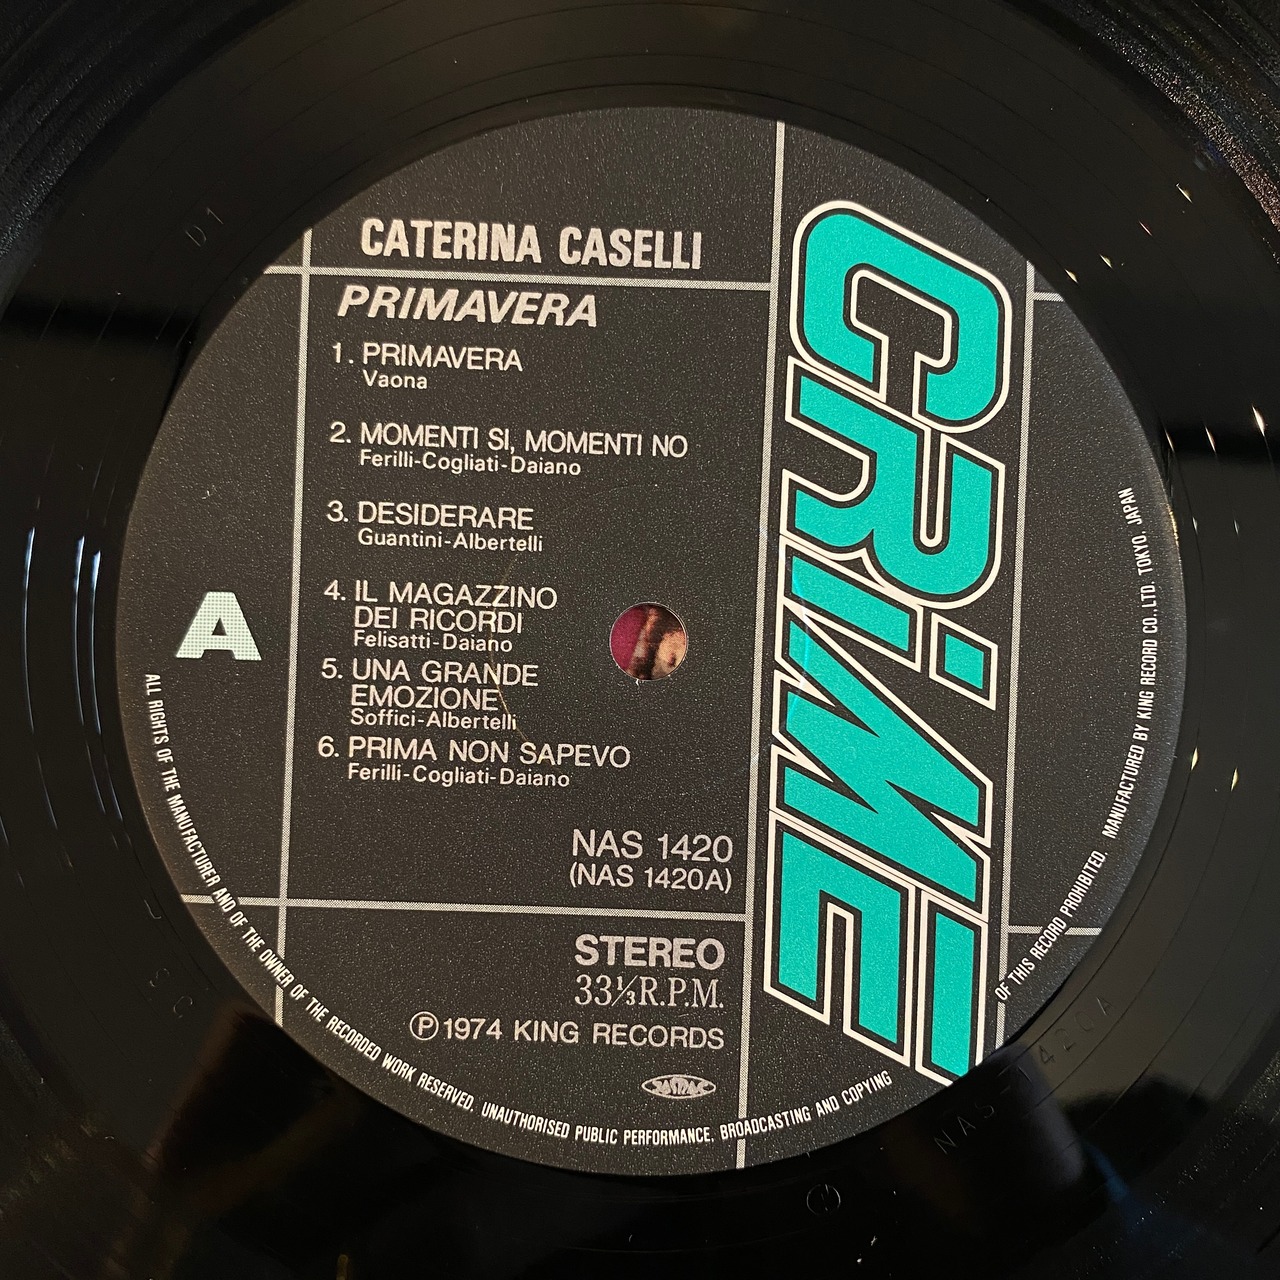 CATERINA CASELLI
PRIMAVERA
1. PRIMAVERA
Vaona
2. MOMENTI SI, MOMENTI NO
Ferilli-Cogliati-Daiano
3. DESIDERARE
Guantini-Albertelli
4. IL MAGAZZINO
DEI RICORDI
Felisatti-Daiano
5. UNA GRANDE
EMOZIONE
Soffici-Albertelli
6. PRIMA NON SAPEVO
Ferilli-Cogliati-Daiano
A
NAS 1420
(NAS 1420A)
STEREO
33⅓R.P.M.
Ⓟ1974 KING RECORDS
JASRAC
CRiME
ALL RIGHTS OF THE MANUFACTURER AND OF THE OWNER OF THE RECORDED WORK RESERVED. UNAUTHORISED PUBLIC PERFORMANCE. BROADCASTING AND COPYING OF THIS RECORD PROHIBITED. MANUFACTURED BY KING RECORD CO.,LTD. TOKYO. JAPAN
D1